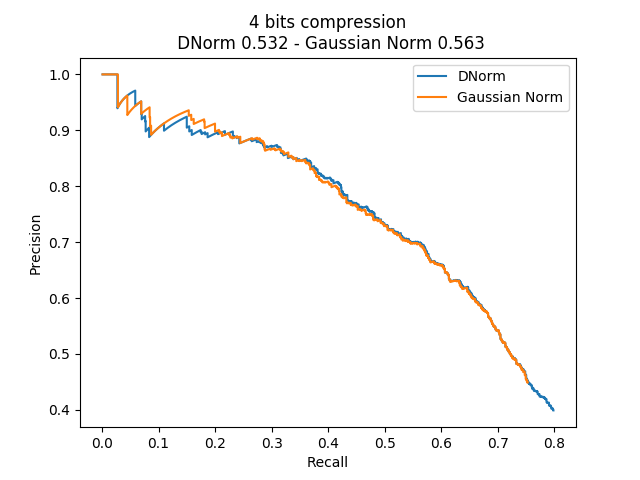 4 bits compression
DNorm 0.532 - Gaussian Norm 0.563
DNorm
Gaussian Norm
Precision
1.0
0.9
0.8
0.7
0.6
0.5
0.4
0.0 0.1 0.2 0.3 0.4 0.5 0.6 0.7 0.8
Recall